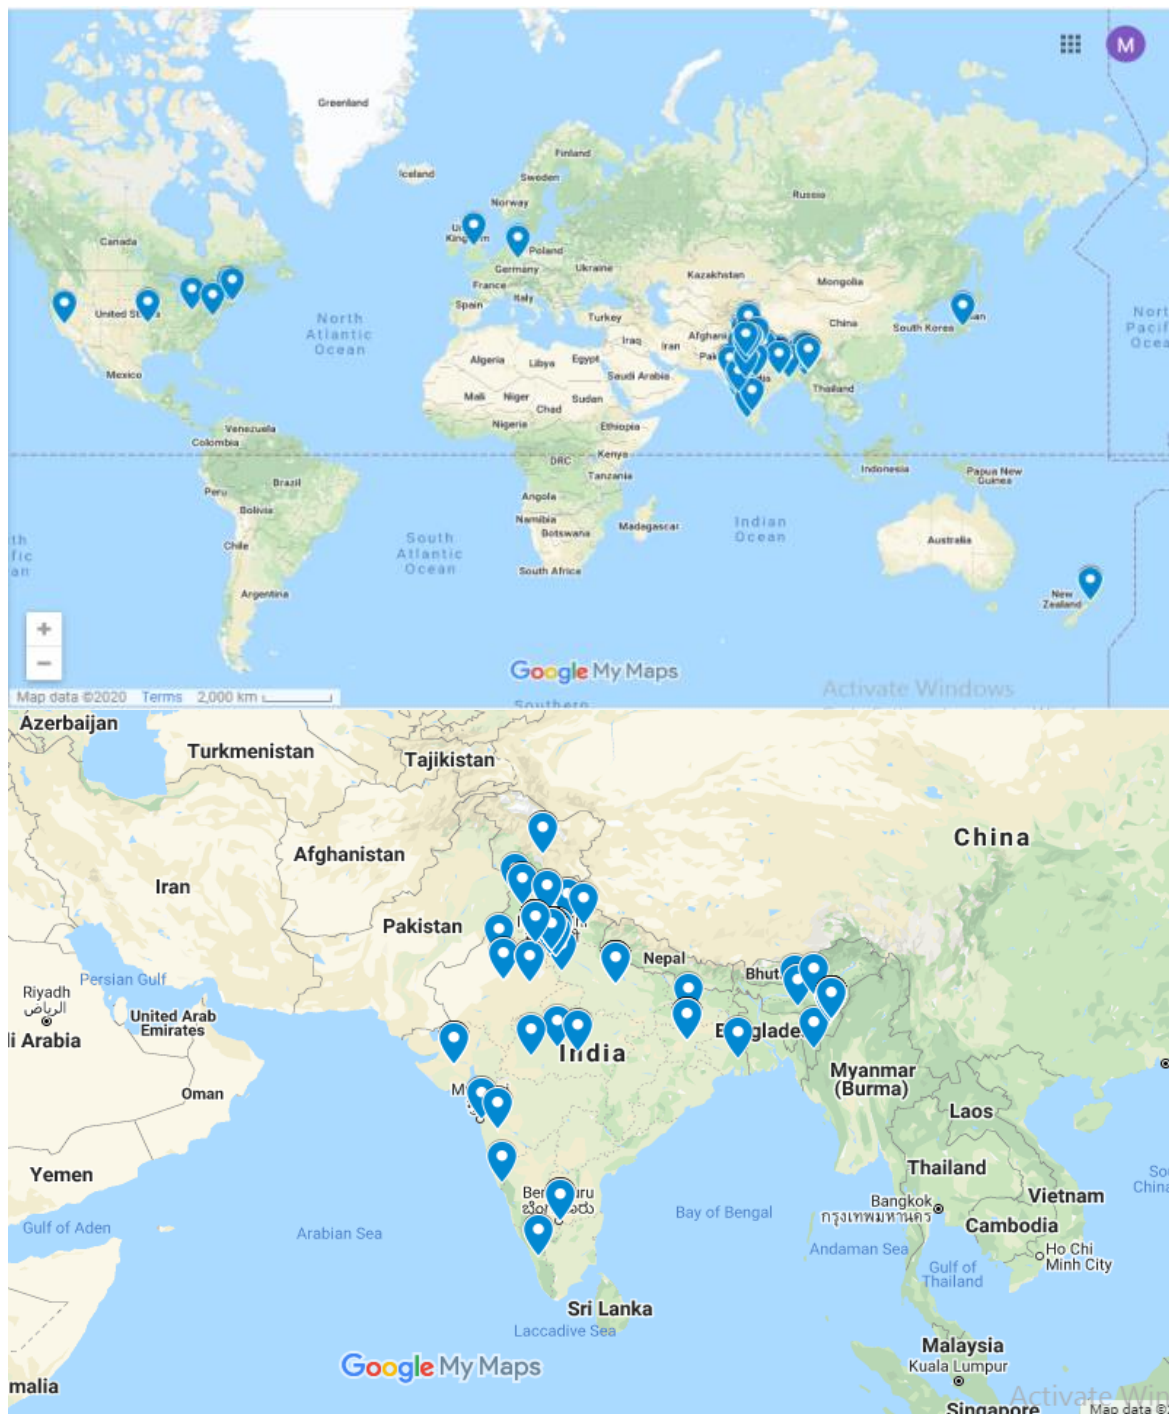 M
Greenland
Finland
Iceland
Sweden
Russia
Norway
Canada
Poland
Germany
Ukraine
Kazakhstan
Mongolia
France
Italy
Spain
Turkey
China
South Korea
North
Atlantic
Ocean
Iraq
Iran
Algeria
Libya
Egypt
Saudi Arabia
Mexico
Mali
Niger
Chad
Sudan
Thailand
Nigeria
Ethiopia
Venezuela
Colombia
DRC
Kenya
Tanzania
Indonesia
Papua New
Guinea
Peru
Brazil
Bolivia
Angola
Namibia
Botswana
Madagascar
Indian
Ocean
Chile
South
Atlantic
Ocean
South Africa
Australia
Argentina
New
Zealand
+
−
Google My Maps
Activate Windows
Map data ©2020 Terms 2,000 km
Southern
Azerbaijan
Turkmenistan
Tajikistan
China
Afghanistan
Iran
Pakistan
Nepal
Persian Gulf
Riyadh
الرياض
United Arab
Emirates
India
Myanmar
(Burma)
Oman
Laos
Yemen
Thailand
Vietnam
Bangkok
กรุงเทพมหานคร
Cambodia
Gulf of Aden
Arabian Sea
Bay of Bengal
Andaman Sea
Gulf of
Thailand
Ho Chi
Minh City
Sri Lanka
Laccadive Sea
Malaysia
Kuala Lumpur
Google My Maps
Singapore
Map data ©